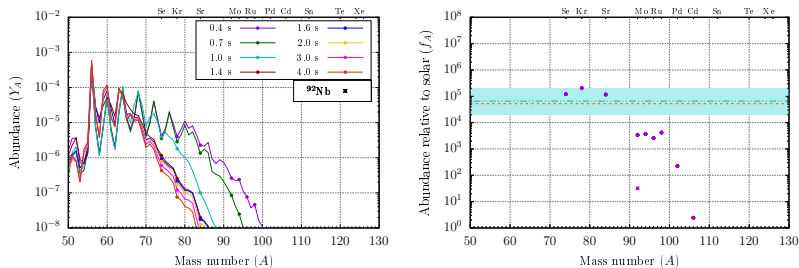 Se Kr Sr Mo Ru Pd Cd Sn Te Xe
10⁻²
10⁻³
10⁻⁴
10⁻⁵
10⁻⁶
10⁻⁷
10⁻⁸
Abundance (Y_A)
0.4 s 1.6 s
0.7 s 2.0 s
1.0 s 3.0 s
1.4 s 4.0 s
⁹²Nb
50 60 70 80 90 100 110 120 130
Mass number (A)
Se Kr Sr Mo Ru Pd Cd Sn Te Xe
10⁸
10⁷
10⁶
10⁵
10⁴
10³
10²
10¹
10⁰
Abundance relative to solar (f_A)
50 60 70 80 90 100 110 120 130
Mass number (A)